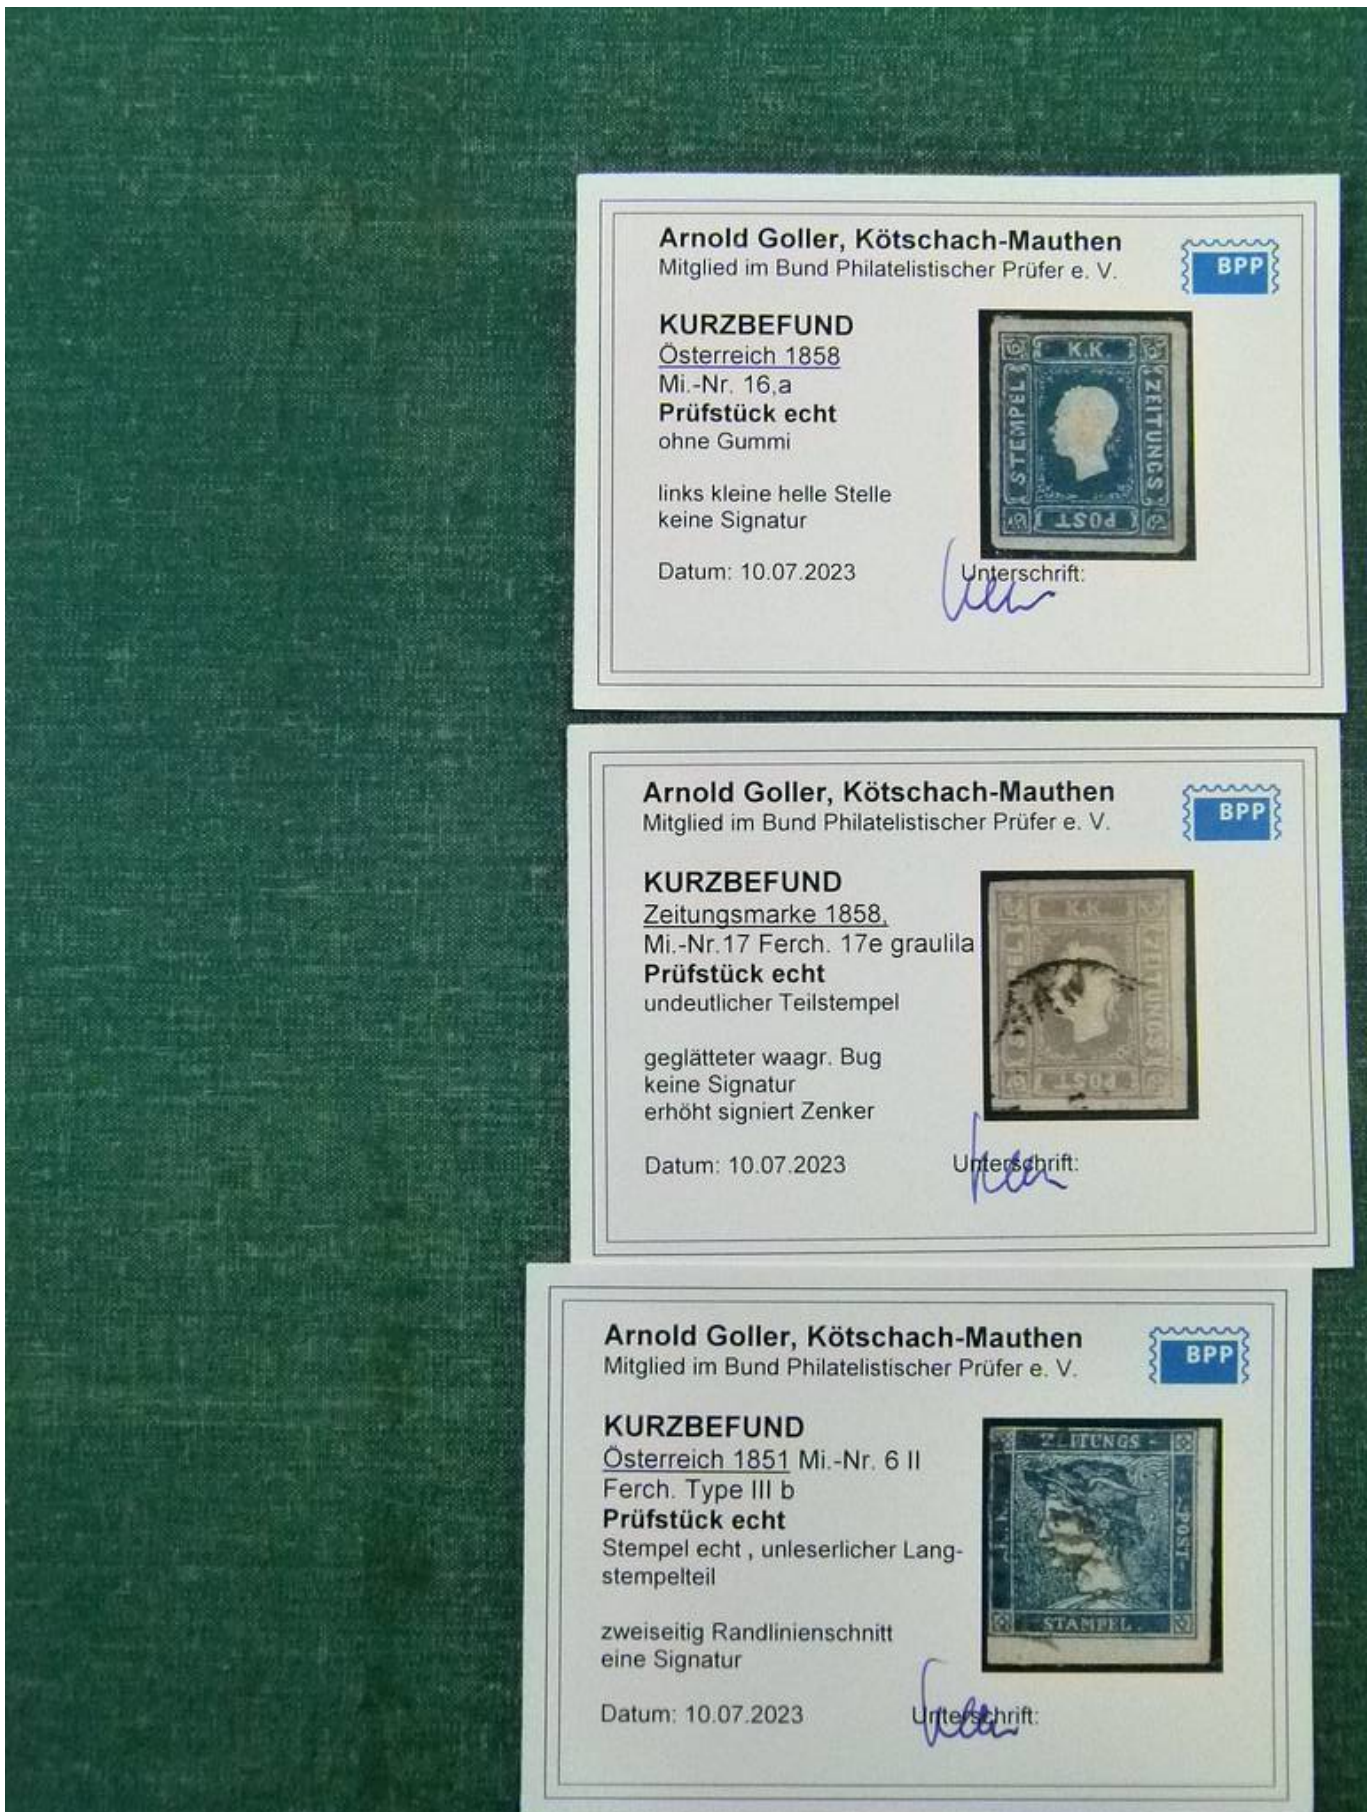 Arnold Goller, Kötschach-Mauthen
Mitglied im Bund Philatelistischer Prüfer e. V.
BPP
KURZBEFUND
Österreich 1858
Mi.-Nr. 16,a
Prüfstück echt
ohne Gummi
links kleine helle Stelle
keine Signatur
Datum: 10.07.2023
Unterschrift:
K.K.
STEMPEL
ZEITUNGS
POST
Arnold Goller, Kötschach-Mauthen
Mitglied im Bund Philatelistischer Prüfer e. V.
BPP
KURZBEFUND
Zeitungsmarke 1858,
Mi.-Nr.17 Ferch. 17e graulila
Prüfstück echt
undeutlicher Teilstempel
geglätteter waagr. Bug
keine Signatur
erhöht signiert Zenker
Datum: 10.07.2023
Unterschrift:
K.K.
ZEITUNGS
POST
Arnold Goller, Kötschach-Mauthen
Mitglied im Bund Philatelistischer Prüfer e. V.
BPP
KURZBEFUND
Österreich 1851 Mi.-Nr. 6 II
Ferch. Type III b
Prüfstück echt
Stempel echt , unleserlicher Lang-
stempelteil
zweiseitig Randlinienschnitt
eine Signatur
Datum: 10.07.2023
Unterschrift:
ZEITUNGS -
POST-
STAMPEL.